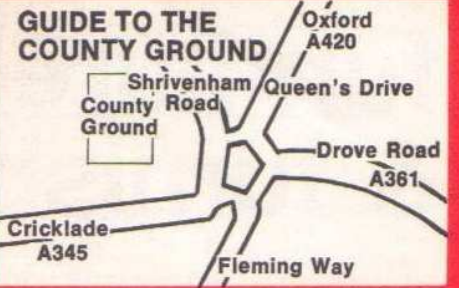 GUIDE TO THE
COUNTY GROUND
Oxford
A420
Shrivenham
Road
Queen's Drive
County
Ground
Drove Road
A361
Cricklade
A345
Fleming Way